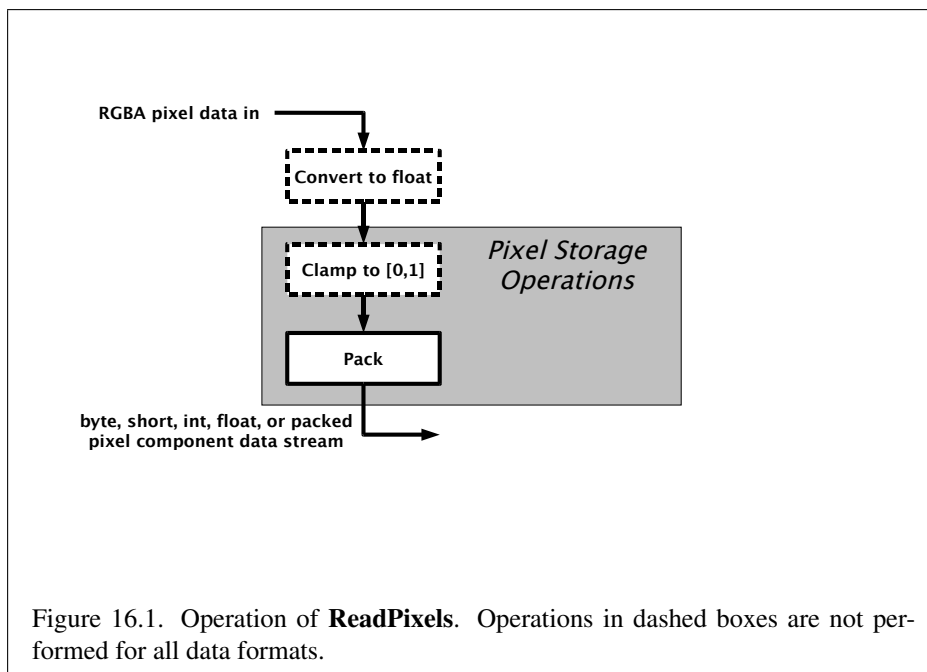 RGBA pixel data in
Convert to float
Pixel Storage
Operations
Clamp to [0,1]
Pack
byte, short, int, float, or packed
pixel component data stream
Figure 16.1. Operation of ReadPixels. Operations in dashed boxes are not per-
formed for all data formats.